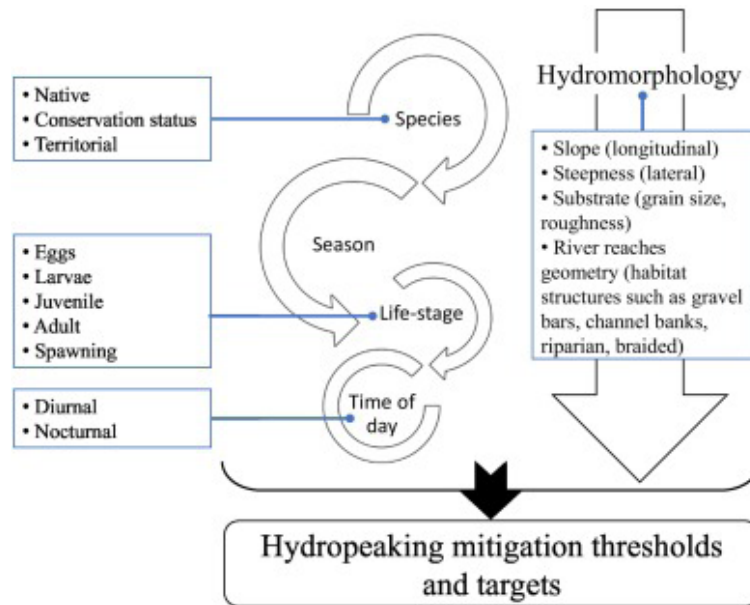 • Native
• Conservation status
• Territorial
Species
Season
• Eggs
• Larvae
• Juvenile
• Adult
• Spawning
Life-stage
• Diurnal
• Nocturnal
Time of
day
Hydromorphology
• Slope (longitudinal)
• Steepness (lateral)
• Substrate (grain size,
roughness)
• River reaches
geometry (habitat
structures such as gravel
bars, channel banks,
riparian, braided)
Hydropeaking mitigation thresholds
and targets